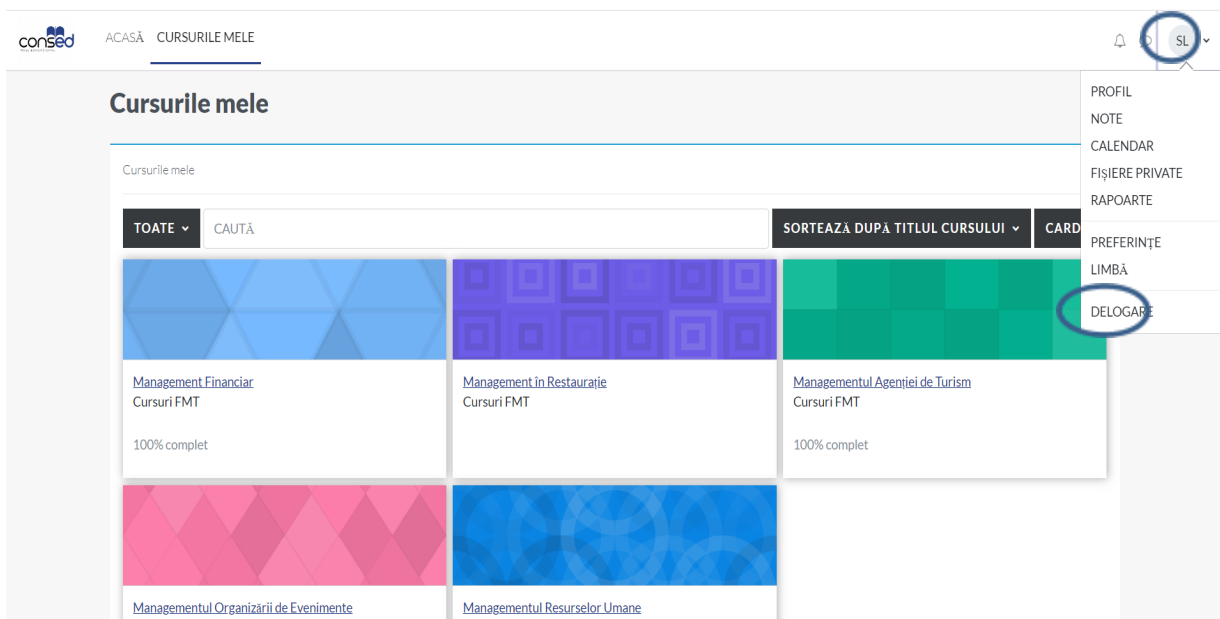 consed
ACASĂ CURSURILE MELE
SL
PROFIL
NOTE
CALENDAR
FIȘIERE PRIVATE
RAPOARTE
PREFERINȚE
LIMBĂ
DELOGARE
Cursurile mele
Cursurile mele
TOATE
CAUTĂ
SORTEAZĂ DUPĂ TITLUL CURSULUI
CARD
Management Financiar
Cursuri FMT
100% complet
Management în Restaurație
Cursuri FMT
Managementul Agenției de Turism
Cursuri FMT
100% complet
Managementul Organizării de Evenimente
Managementul Resurselor Umane